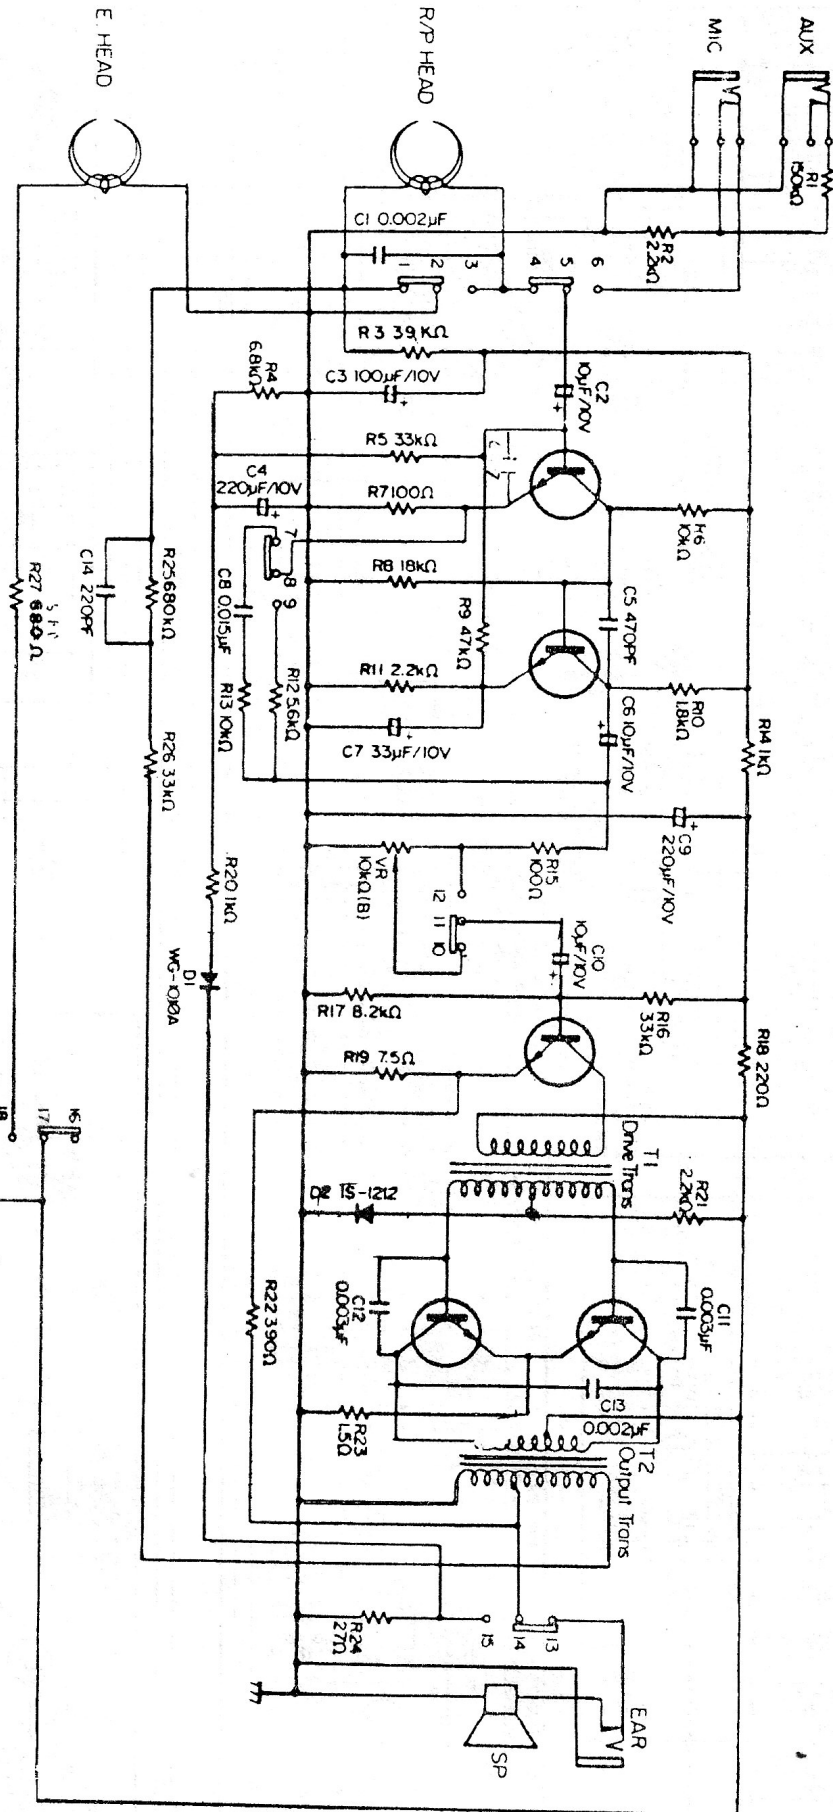 AUX
R1
150kΩ
MIC
R2
2.2kΩ
R/P HEAD
E. HEAD
C1 0.002μF
1
2
3
4
5
6
R3 39KΩ
R4
6.8kΩ
C3 100μF/10V
C2
10μF/10V
R5 33kΩ
C4
220μF/10V
R7 100Ω
R6
10kΩ
7
8
9
R8 18kΩ
C5 470PF
C8 0.015μF
R9 47kΩ
R27 680Ω
C14 220PF
R25 680kΩ
R11 2.2kΩ
R10
1.8kΩ
R12 5.6kΩ
R13 10kΩ
C6 10μF/10V
C7 33μF/10V
R14 1kΩ
R26 33kΩ
C9
220μF/10V
R15
100Ω
VR
10kΩ(B)
R20 1kΩ
12
11
10
C10
10μF/10V
D1
WG-1010A
R17 8.2kΩ
R16
33kΩ
R19 7.5Ω
R18 220Ω
16
17
18
T1
Drive Trans
D2 1S-1212
R21
2.2kΩ
C12
0.003μF
C11
0.003μF
R22 390Ω
C13
0.002μF
R23
1.5Ω
T2
Output Trans
13
14
15
R24
27Ω
EAR
SP